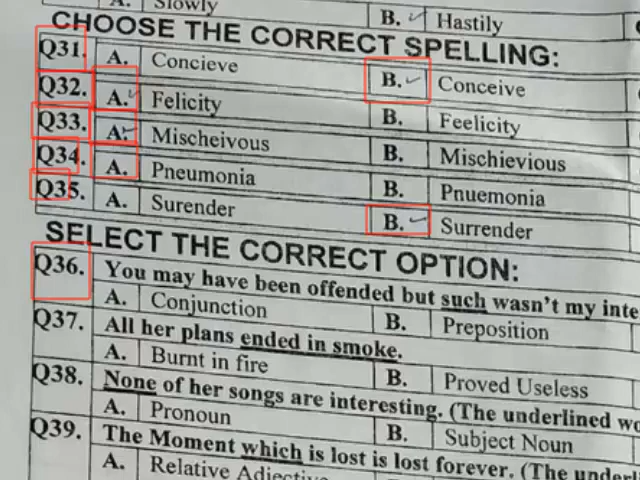 A. Slowly B. Hastily
CHOOSE THE CORRECT SPELLING:
Q31. A. Concieve B. Conceive
Q32. A. Felicity B. Feelicity
Q33. A. Mischeivous B. Mischievious
Q34. A. Pneumonia B. Pnuemonia
Q35. A. Surender B. Surrender
SELECT THE CORRECT OPTION:
Q36. You may have been offended but such wasn't my inte
A. Conjunction B. Preposition
Q37. All her plans ended in smoke.
A. Burnt in fire B. Proved Useless
Q38. None of her songs are interesting. (The underlined wo
A. Pronoun B. Subject Noun
Q39. The Moment which is lost is lost forever. (The under
A. Relative Adjective